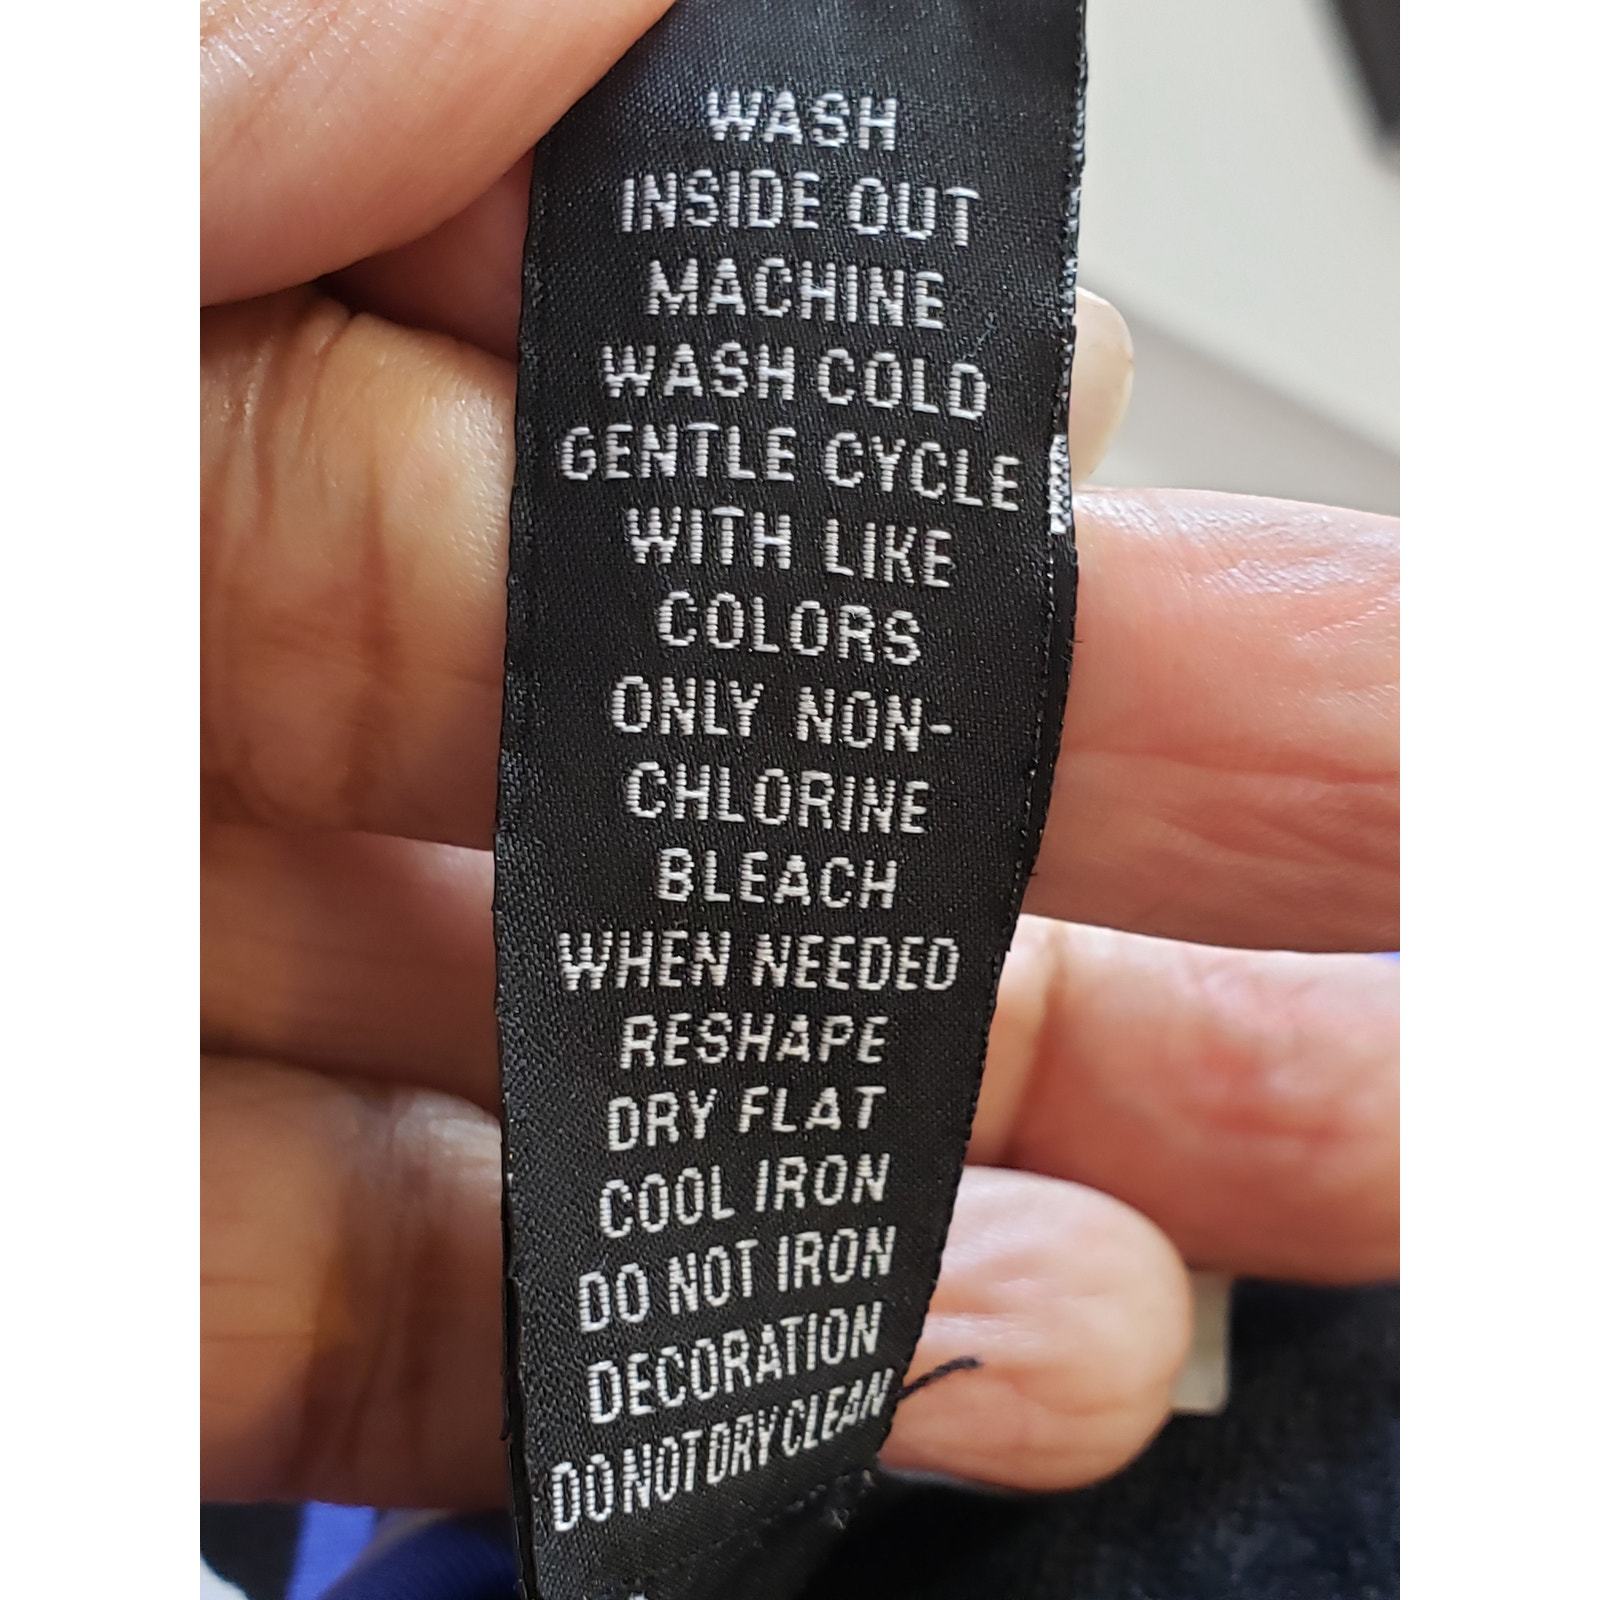 WASH
INSIDE OUT
MACHINE
WASH COLD
GENTLE CYCLE
WITH LIKE
COLORS
ONLY NON-
CHLORINE
BLEACH
WHEN NEEDED
RESHAPE
DRY FLAT
COOL IRON
DO NOT IRON
DECORATION
DO NOT DRY CLEAN